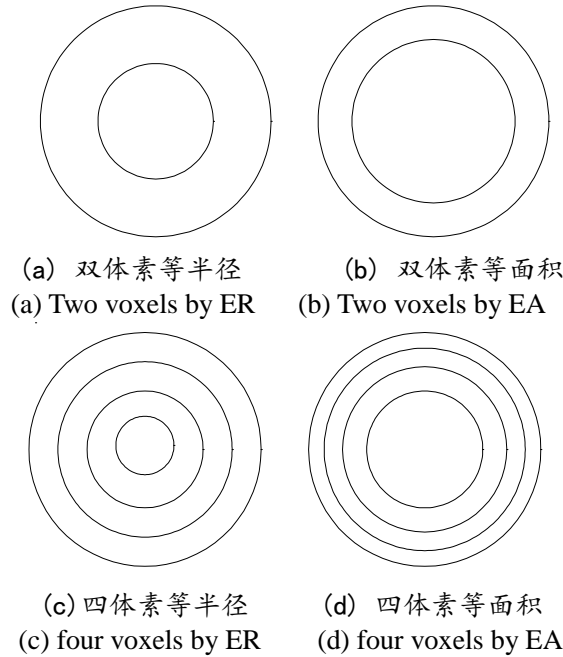 (a) 双体素等半径
(b) 双体素等面积
(a) Two voxels by ER
(b) Two voxels by EA
(c) 四体素等半径
(d) 四体素等面积
(c) four voxels by ER
(d) four voxels by EA